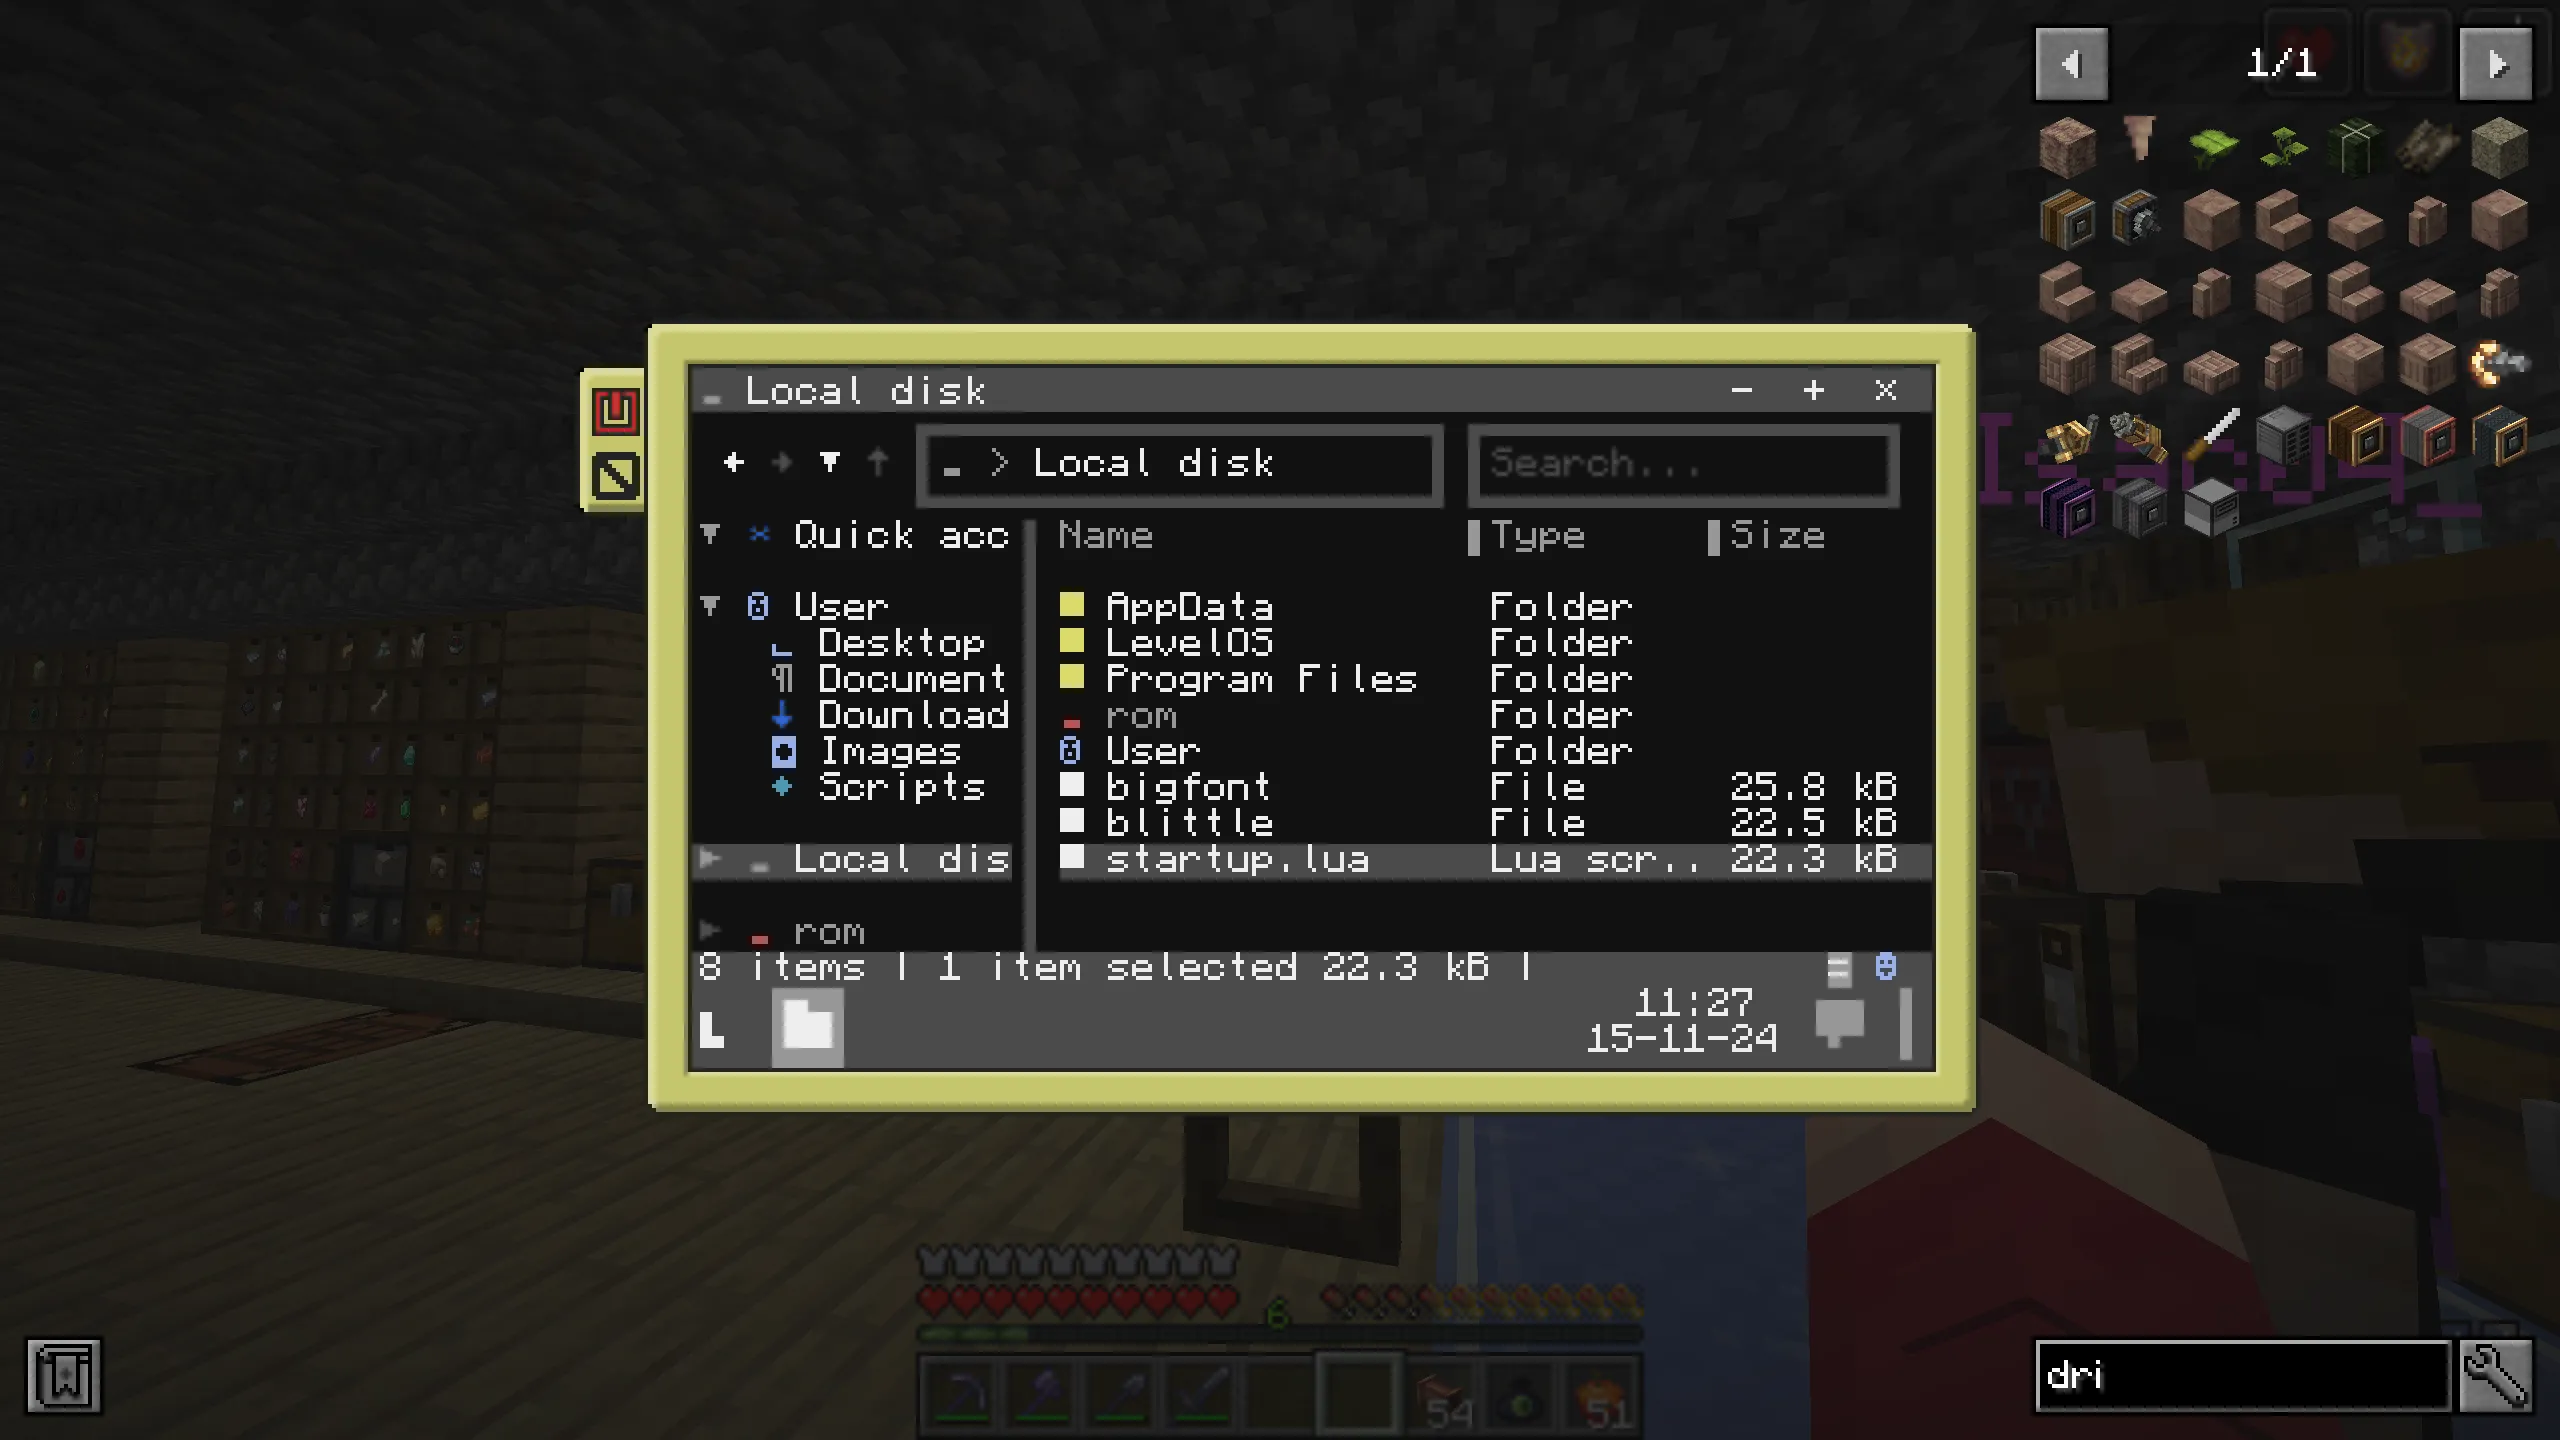 1/1
Local disk - + x
_ > Local disk Search...
Quick acc Name Type Size
User AppData Folder
Desktop LevelOS Folder
Document Program Files Folder
Download rom Folder
Images User Folder
Scripts bigfont File 25.8 kB
blittle File 22.5 kB
Local dis startup.lua Lua scr.. 22.3 kB
rom
8 items | 1 item selected 22.3 kB |
L 11:27
15-11-24
6
54 51
dri